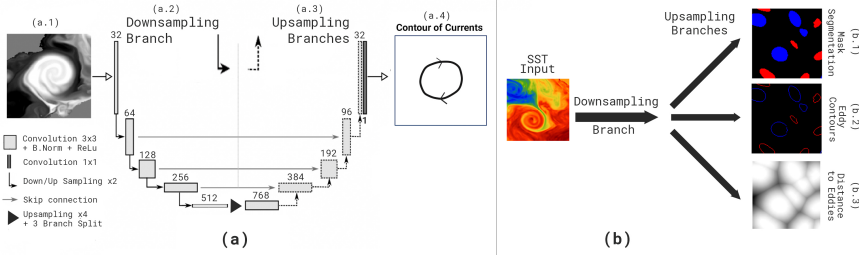 (a.1)
(a.2)
Downsampling
Branch
(a.3)
Upsampling
Branches
(a.4)
Contour of Currents
32
64
128
256
512
768
384
192
96
32
1
Convolution 3x3
+ B.Norm + ReLu
Convolution 1x1
Down/Up Sampling x2
Skip connection
Upsampling x4
+ 3 Branch Split
(a)
SST
Input
Downsampling
Branch
Upsampling
Branches
(b.1)
Mask
Segmentation
(b.2)
Eddy
Contours
(b.3)
Distance
to Eddies
(b)